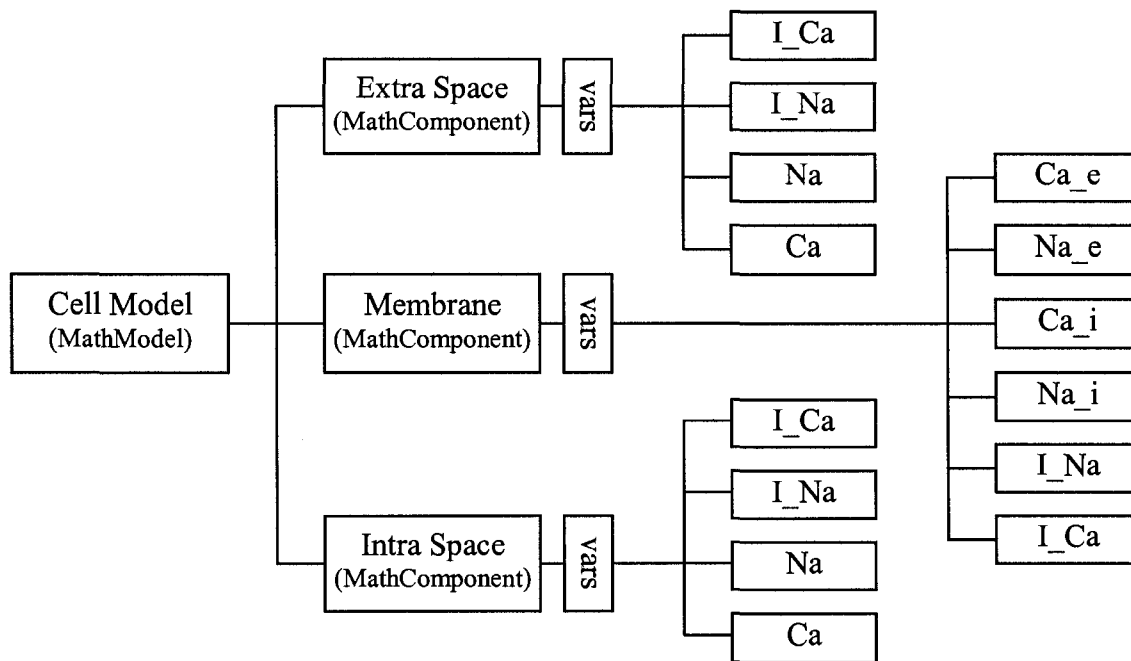 Cell Model
(MathModel)
Extra Space
(MathComponent)
vars
I_Ca
I_Na
Na
Ca
Membrane
(MathComponent)
vars
Ca_e
Na_e
Ca_i
Na_i
I_Na
I_Ca
Intra Space
(MathComponent)
vars
I_Ca
I_Na
Na
Ca